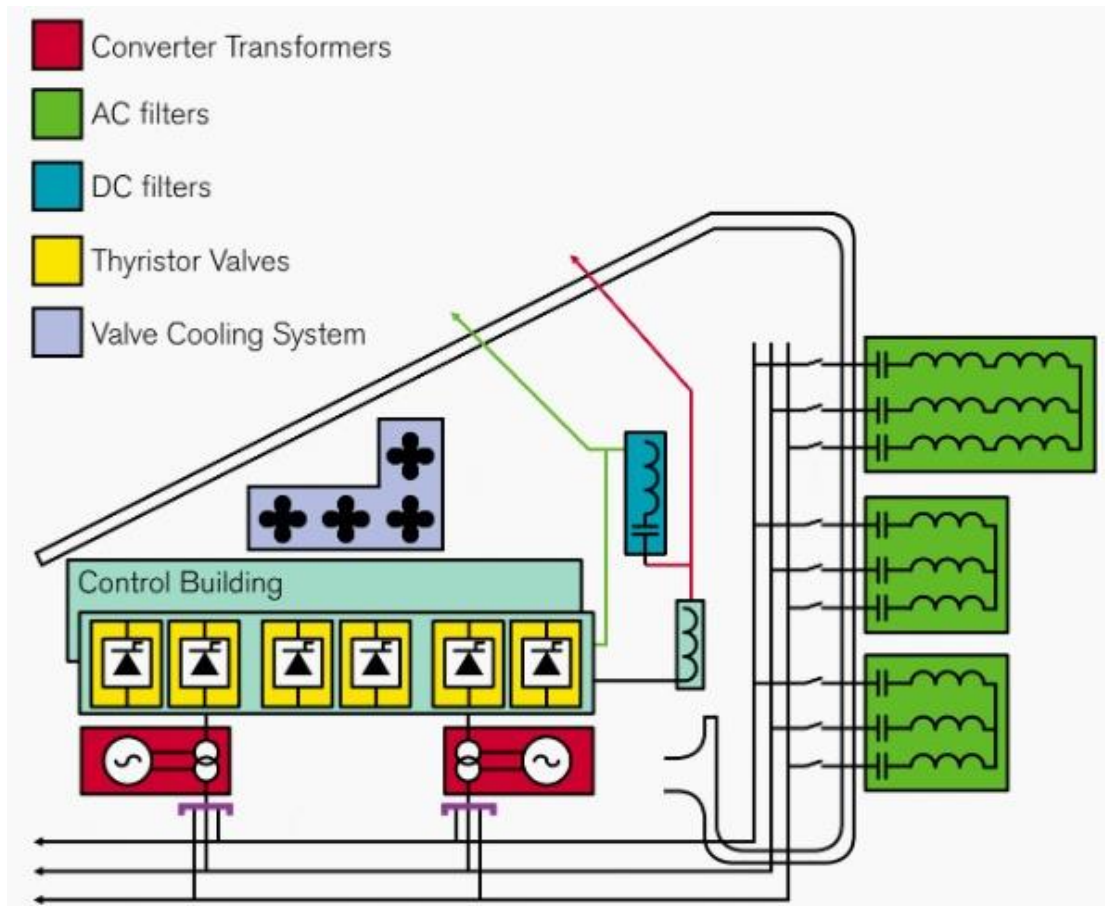 Converter Transformers
AC filters
DC filters
Thyristor Valves
Valve Cooling System
Control Building